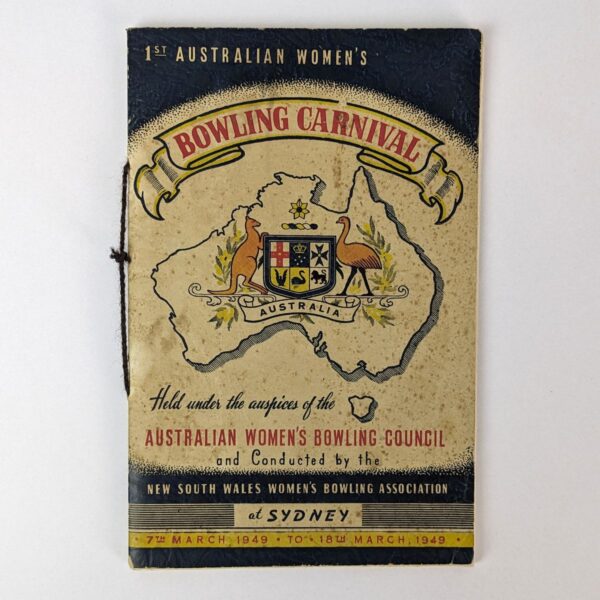 1ST AUSTRALIAN WOMEN'S
BOWLING CARNIVAL
AUSTRALIA
Held under the auspices of the
AUSTRALIAN WOMEN'S BOWLING COUNCIL
and Conducted by the
NEW SOUTH WALES WOMEN'S BOWLING ASSOCIATION
at SYDNEY
· 7TH MARCH, 1949 · TO · 18TH MARCH, 1949 ·